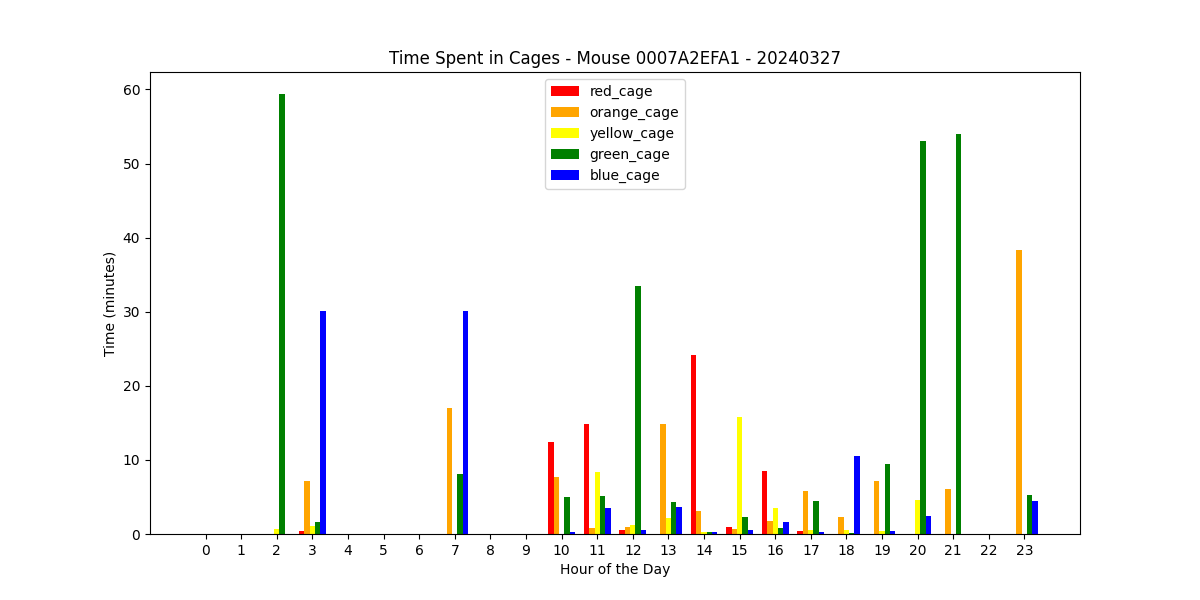 Time Spent in Cages - Mouse 0007A2EFA1 - 20240327
red_cage
orange_cage
yellow_cage
green_cage
blue_cage
Time (minutes)
60
50
40
30
20
10
0
0 1 2 3 4 5 6 7 8 9 10 11 12 13 14 15 16 17 18 19 20 21 22 23
Hour of the Day